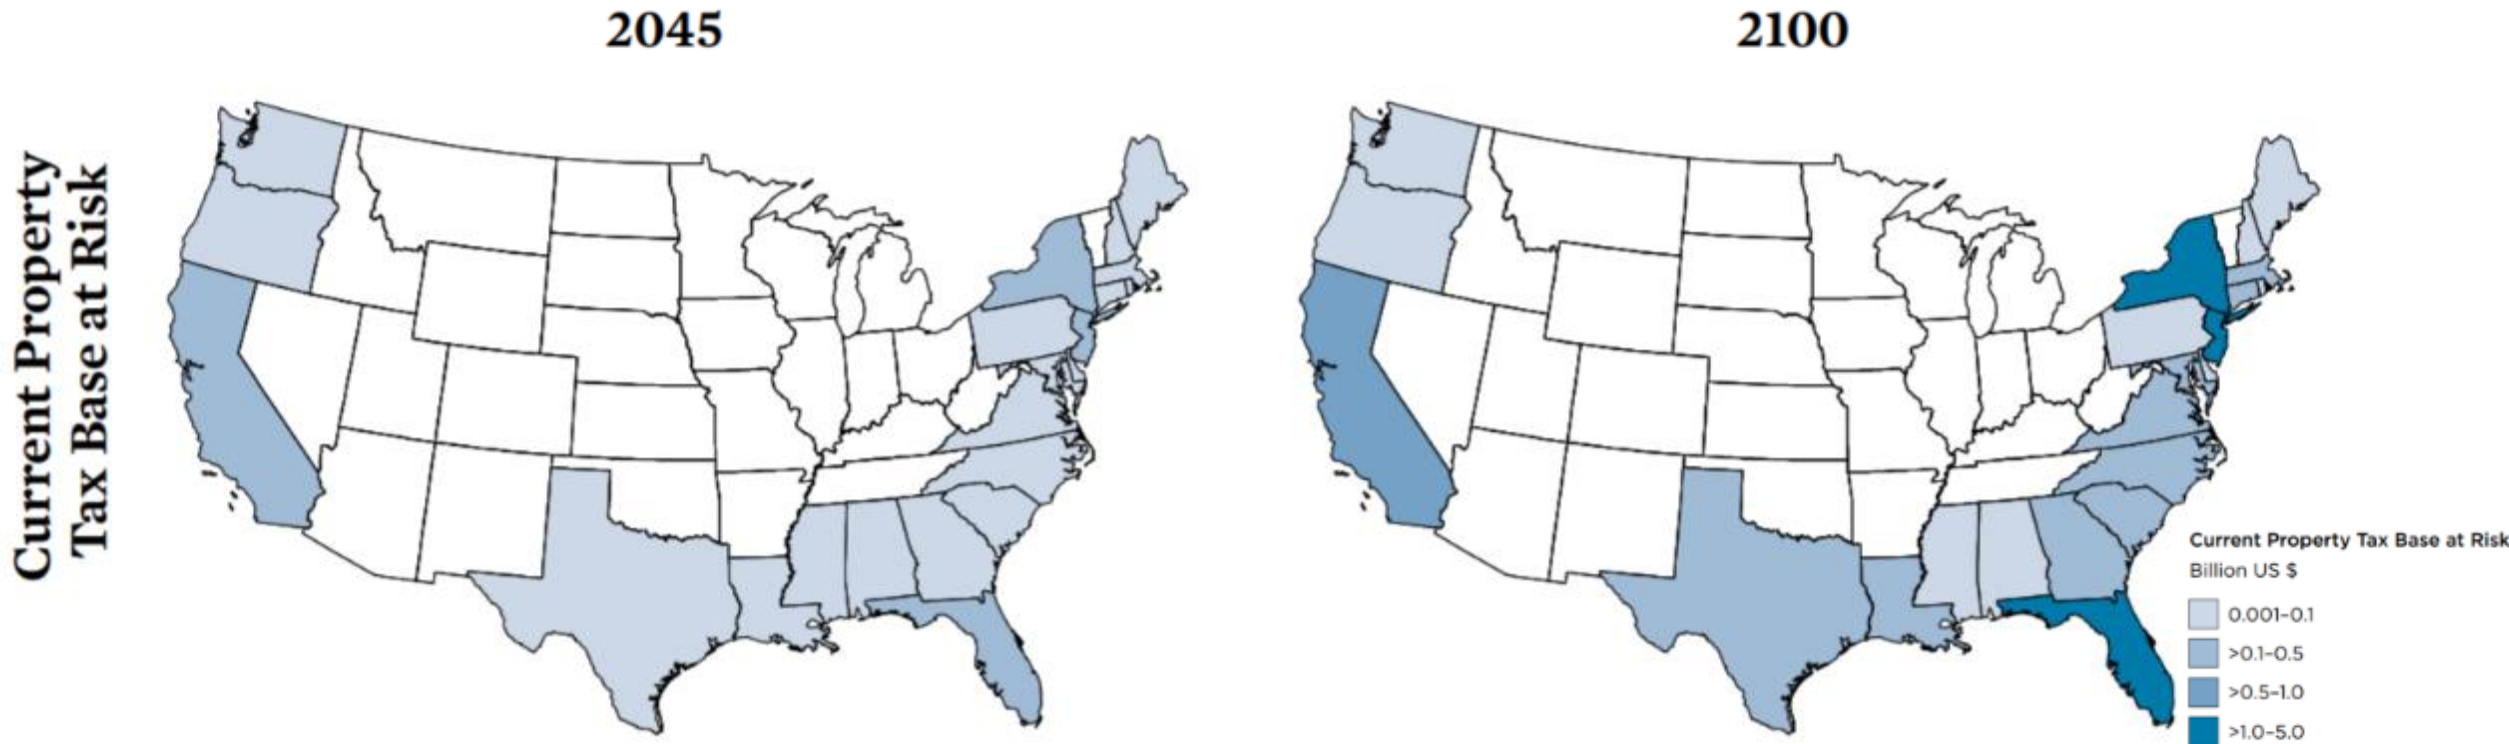 2045
2100
Current Property
Tax Base at Risk
Current Property Tax Base at Risk
Billion US $
0.001–0.1
>0.1–0.5
>0.5–1.0
>1.0–5.0